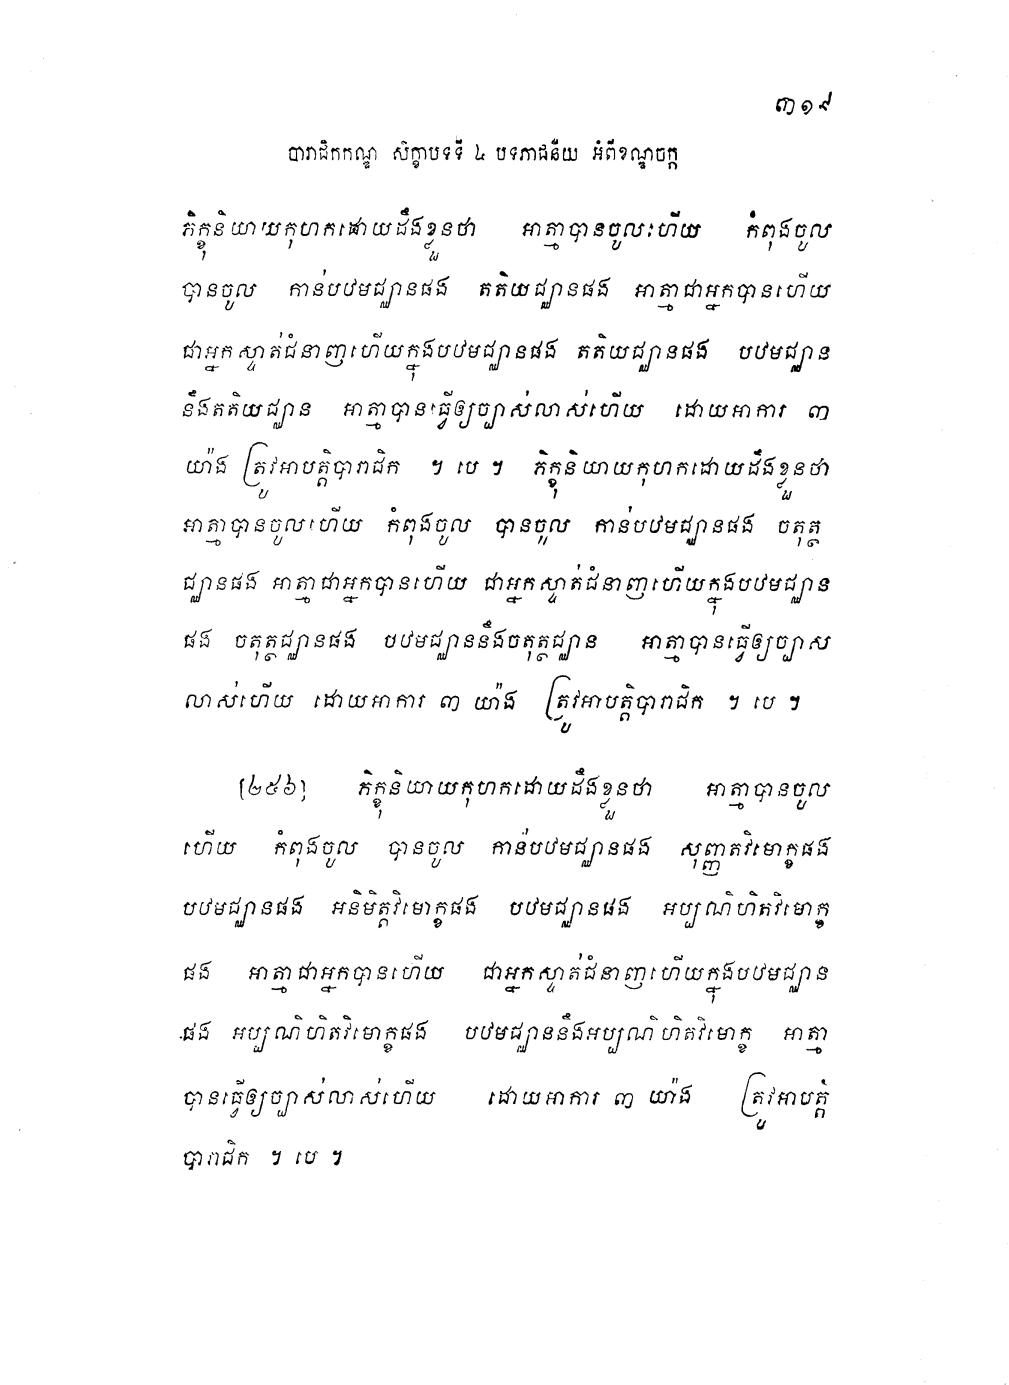 ៣១៩
បារាជិកកណ្ឌ សិក្ខាបទទី ៤ បទភាជនីយ អំពីខណ្ឌចក្ក
ភិក្ខុនិយាយកុហកដោយដឹងខ្លួនថា អាត្មាបានចូលហើយ កំពុងចូល
បានចូល កាន់បឋមជ្ឈានផង តតិយជ្ឈានផង អាត្មាជាអ្នកបានហើយ
ជាអ្នកស្ទាត់ជំនាញហើយក្នុងបឋមជ្ឈានផង តតិយជ្ឈានផង បឋមជ្ឈាន
នឹងតតិយជ្ឈាន អាត្មាបានធ្វើឲ្យច្បាស់លាស់ហើយ ដោយអាការ ៣
យ៉ាង ត្រូវអាបត្តិបារាជិក ។ បេ ។ ភិក្ខុនិយាយកុហកដោយដឹងខ្លួនថា
អាត្មាបានចូលហើយ កំពុងចូល បានចូល កាន់បឋមជ្ឈានផង ចតុត្ថ
ជ្ឈានផង អាត្មាជាអ្នកបានហើយ ជាអ្នកស្ទាត់ជំនាញហើយក្នុងបឋមជ្ឈាន
ផង ចតុត្ថជ្ឈានផង បឋមជ្ឈាននឹងចតុត្ថជ្ឈាន អាត្មាបានធ្វើឲ្យច្បាស
លាស់ហើយ ដោយអាការ ៣ យ៉ាង ត្រូវអាបត្តិបារាជិក ។ បេ ។
[២៥៦] ភិក្ខុនិយាយកុហកដោយដឹងខ្លួនថា អាត្មាបានចូល
ហើយ កំពុងចូល បានចូល កាន់បឋមជ្ឈានផង សុញ្ញតវិមោក្ខផង
បឋមជ្ឈានផង អនិមិត្តវិមោក្ខផង បឋមជ្ឈានផង អប្បណិហិតវិមោក្ខ
ផង អាត្មាជាអ្នកបានហើយ ជាអ្នកស្ទាត់ជំនាញហើយក្នុងបឋមជ្ឈាន
ផង អប្បណិហិតវិមោក្ខផង បឋមជ្ឈាននឹងអប្បណិហិតវិមោក្ខ អាត្មា
បានធ្វើឲ្យច្បាស់លាស់ហើយ ដោយអាការ ៣ យ៉ាង ត្រូវអាបត្តិ
បារាជិក ។ បេ ។